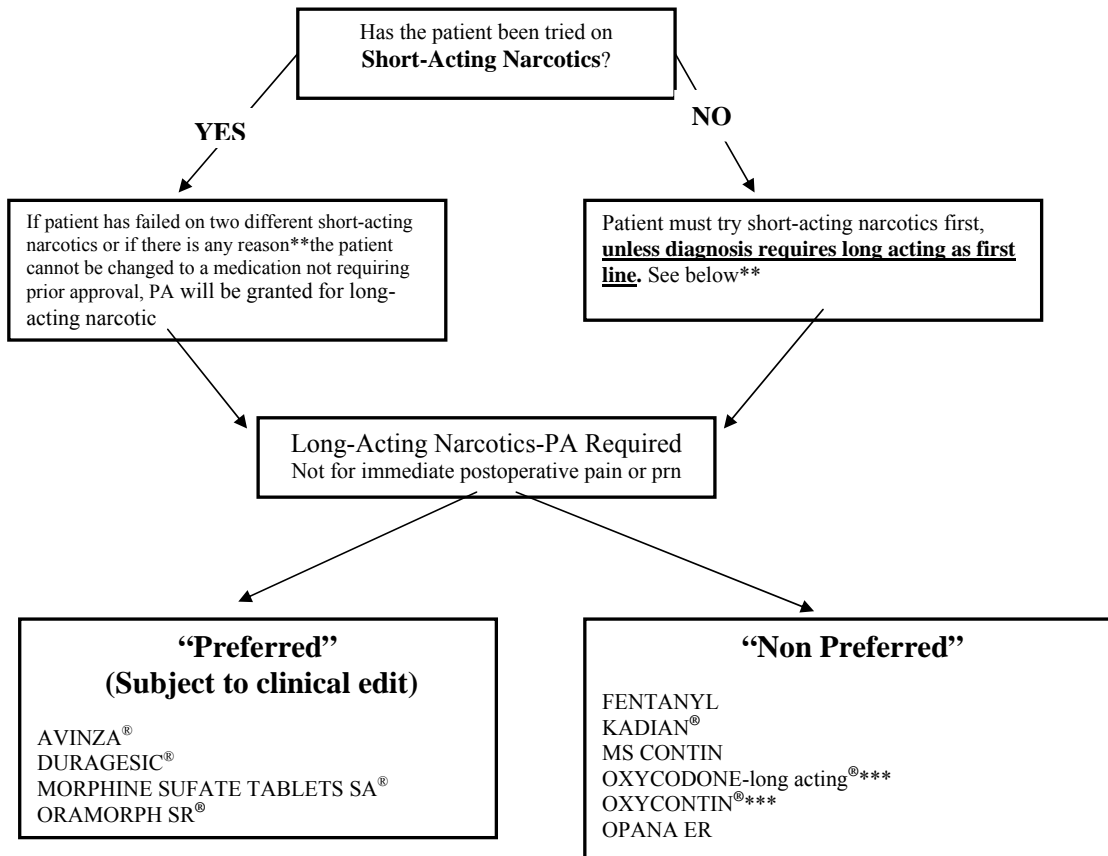 Has the patient been tried on
Short-Acting Narcotics?
YES
NO
If patient has failed on two different short-acting
narcotics or if there is any reason**the patient
cannot be changed to a medication not requiring
prior approval, PA will be granted for long-
acting narcotic
Patient must try short-acting narcotics first,
unless diagnosis requires long acting as first
line. See below**
Long-Acting Narcotics-PA Required
Not for immediate postoperative pain or prn
“Preferred”
(Subject to clinical edit)
AVINZA®
DURAGESIC®
MORPHINE SUFATE TABLETS SA®
ORAMORPH SR®
“Non Preferred”
FENTANYL
KADIAN®
MS CONTIN
OXYCODONE-long acting®***
OXYCONTIN®***
OPANA ER